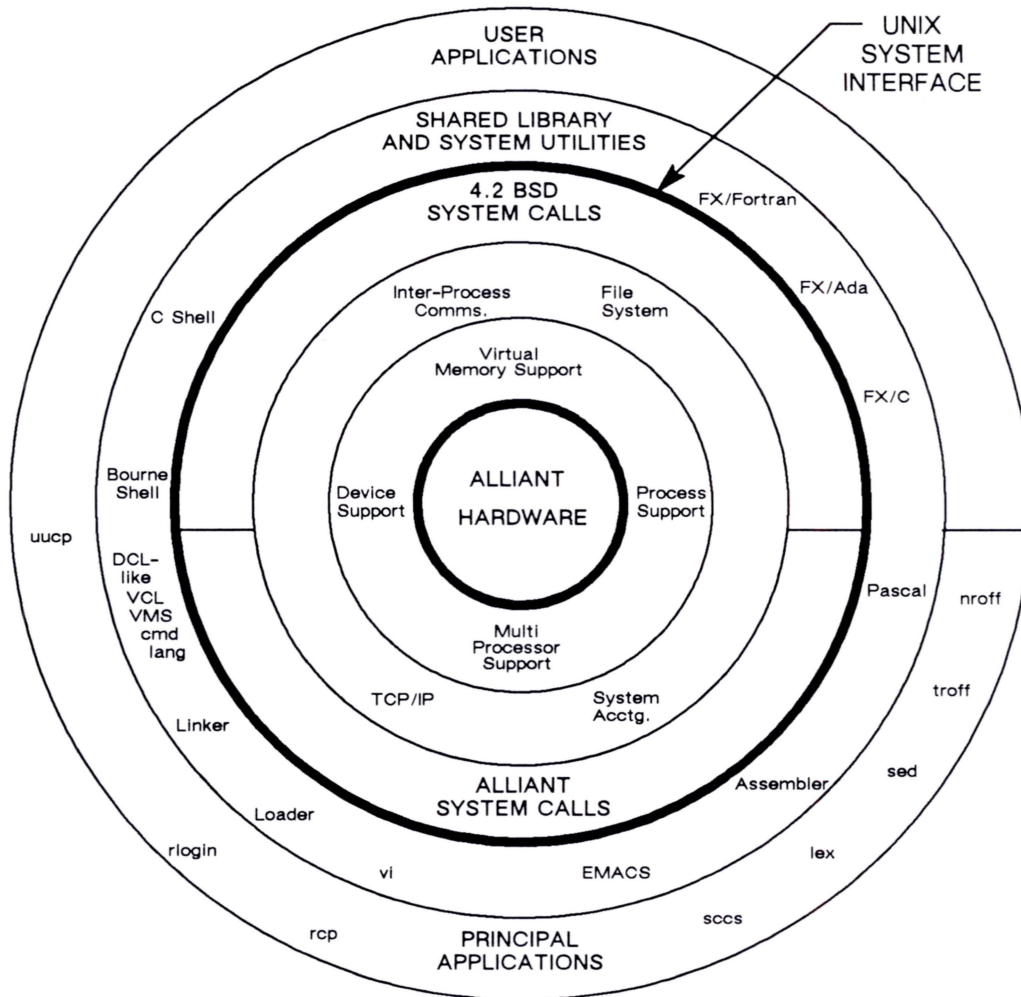 USER
APPLICATIONS
UNIX
SYSTEM
INTERFACE
SHARED LIBRARY
AND SYSTEM UTILITIES
4.2 BSD
SYSTEM CALLS
FX/Fortran
Inter-Process
Comms.
File
System
FX/Ada
C Shell
Virtual
Memory Support
FX/C
Bourne
Shell
Device
Support
ALLIANT
HARDWARE
Process
Support
uucp
DCL-
like
VCL
VMS
cmd
lang
Pascal
nroff
Multi
Processor
Support
TCP/IP
System
Acctg.
troff
Linker
sed
ALLIANT
SYSTEM CALLS
Assembler
Loader
rlogin
lex
vi
EMACS
sccs
rcp
PRINCIPAL
APPLICATIONS